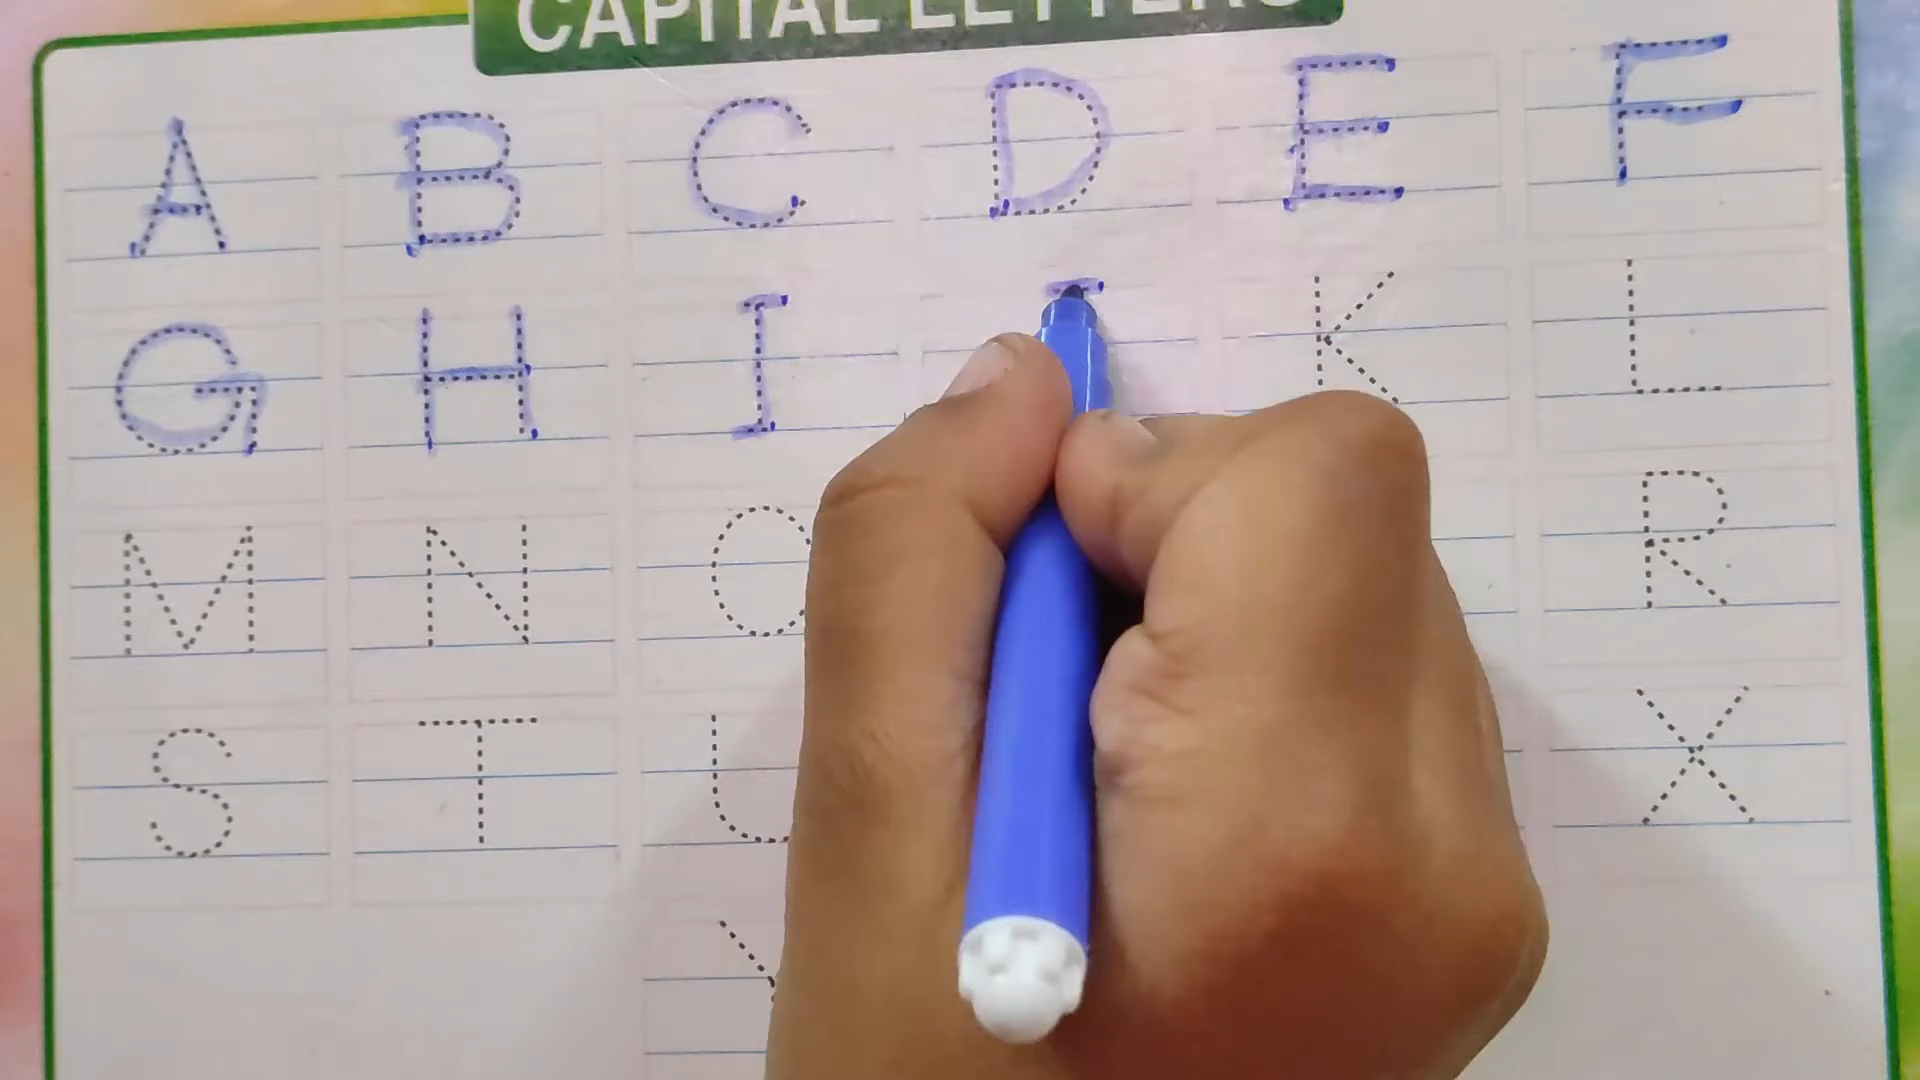 CAPITAL LETTERS
A B C D E F
G H I K L
M N O R
S T U X